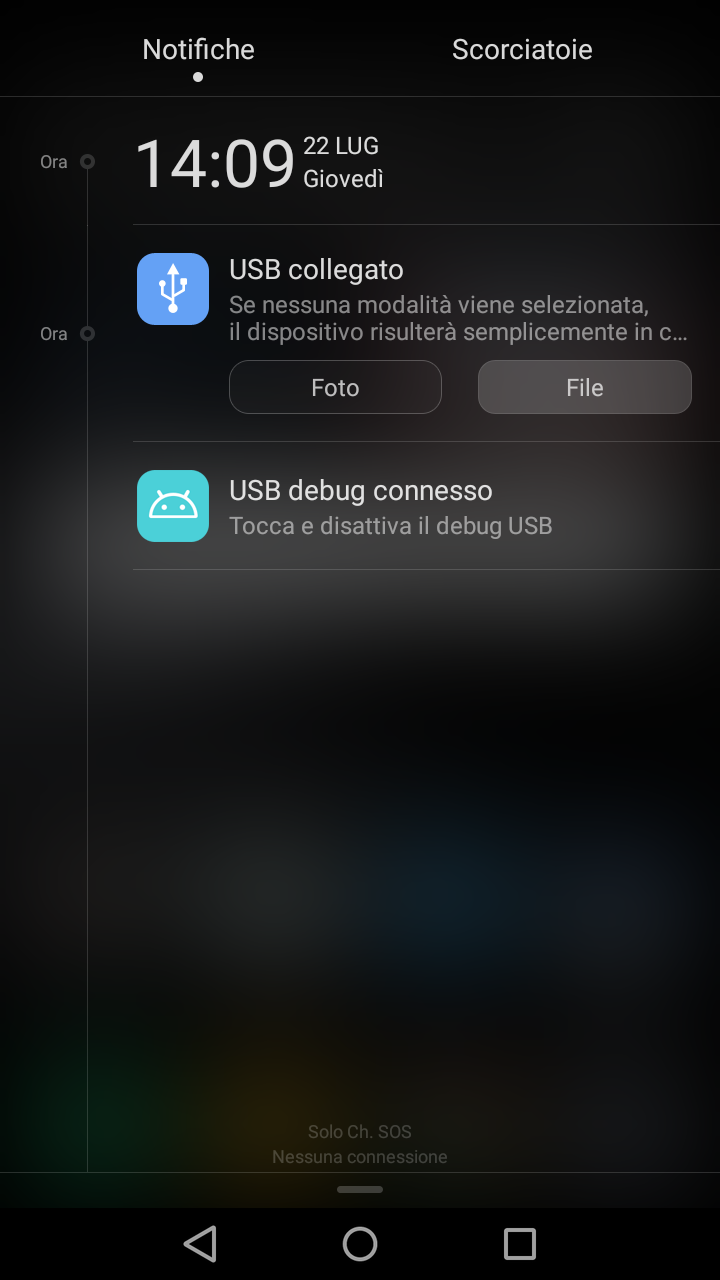 Notifiche
Scorciatoie
Ora
14:09
22 LUG
Giovedì
USB collegato
Se nessuna modalità viene selezionata,
Ora
il dispositivo risulterà semplicemente in c...
Foto
File
USB debug connesso
Tocca e disattiva il debug USB
Solo Ch. SOS
Nessuna connessione